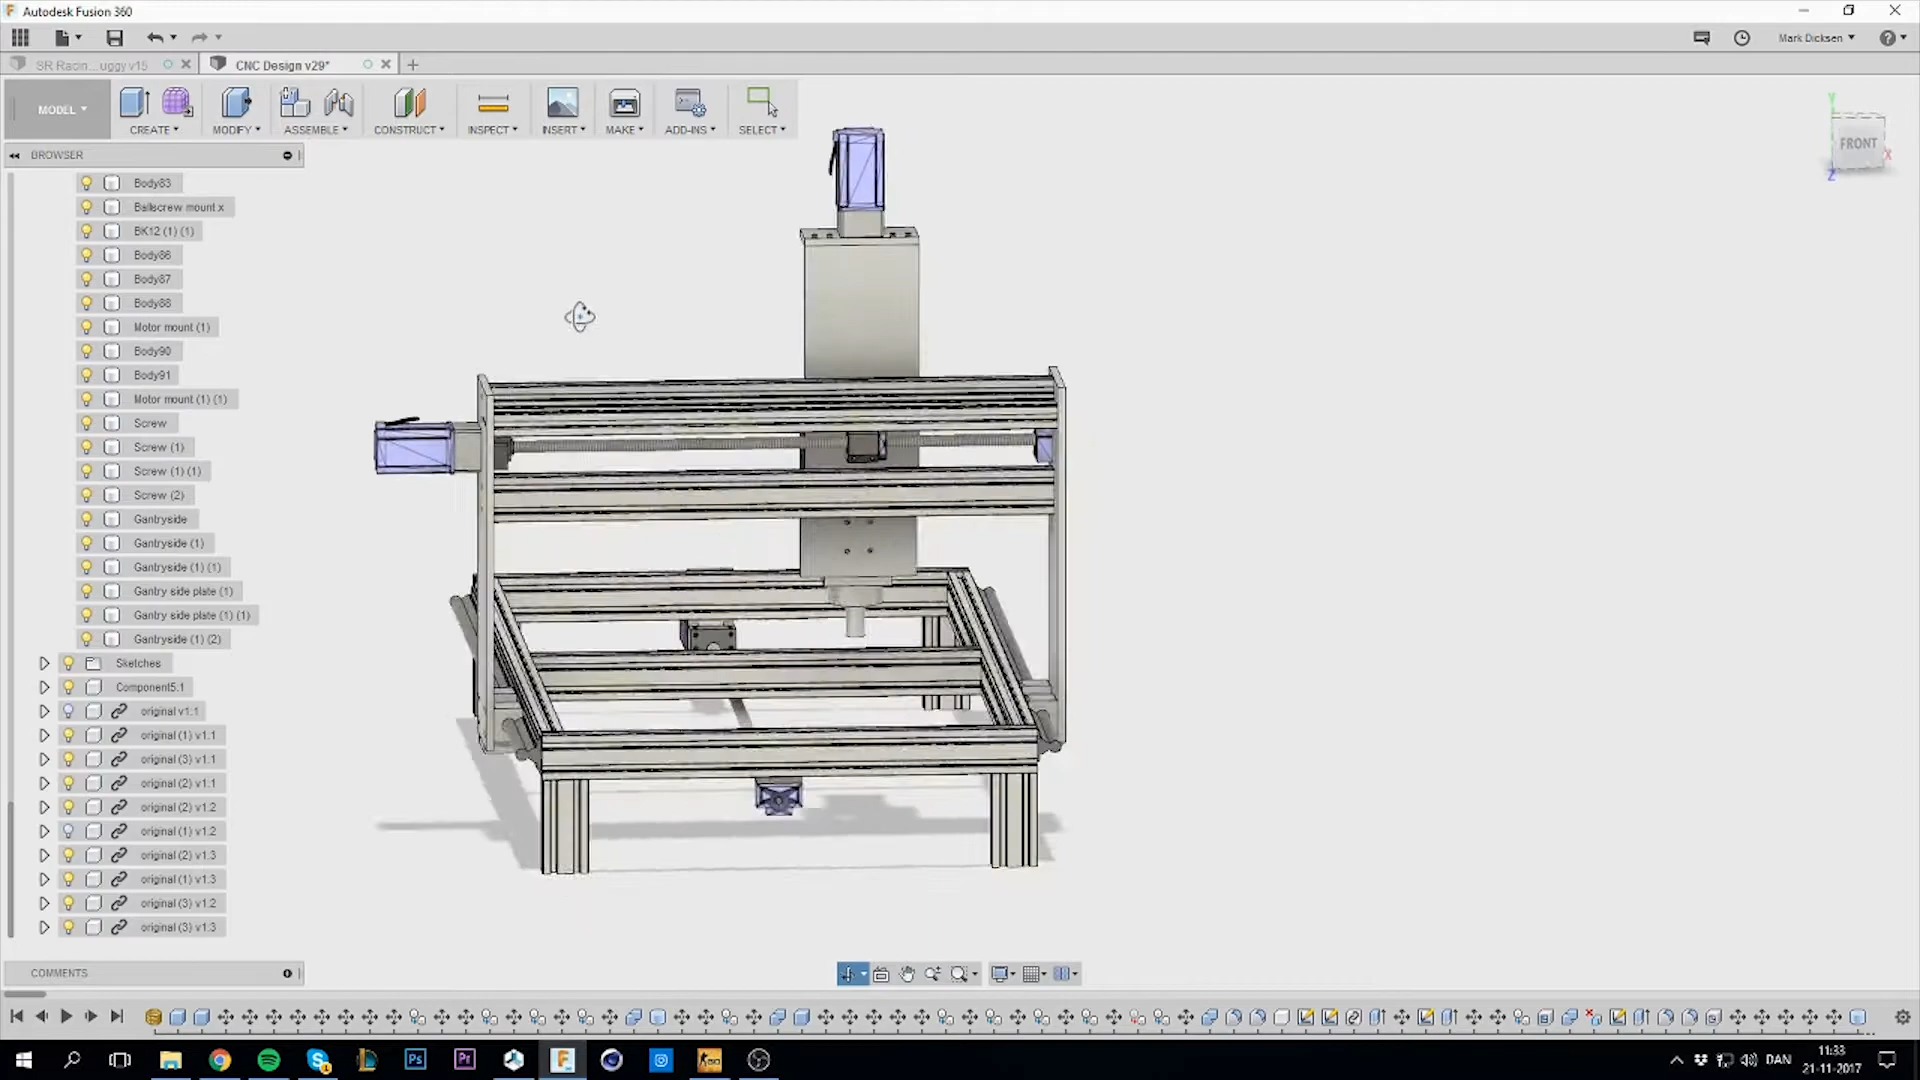 Autodesk Fusion 360
Mark Dicksen
SR Racin...uggy v15
CNC Design v29*
MODEL
CREATE
MODIFY
ASSEMBLE
CONSTRUCT
INSPECT
INSERT
MAKE
ADD-INS
SELECT
Y
FRONT
X
Z
BROWSER
Body83
Ballscrew mount x
BK12 (1) (1)
Body86
Body87
Body88
Motor mount (1)
Body90
Body91
Motor mount (1) (1)
Screw
Screw (1)
Screw (1) (1)
Screw (2)
Gantryside
Gantryside (1)
Gantryside (1) (1)
Gantry side plate (1)
Gantry side plate (1) (1)
Gantryside (1) (2)
Sketches
Component5:1
original v1:1
original (1) v1:1
original (3) v1:1
original (2) v1:1
original (2) v1:2
original (1) v1:2
original (2) v1:3
original (1) v1:3
original (3) v1:2
original (3) v1:3
COMMENTS
Ps
Pr
F
DAN
11:33
21-11-2017